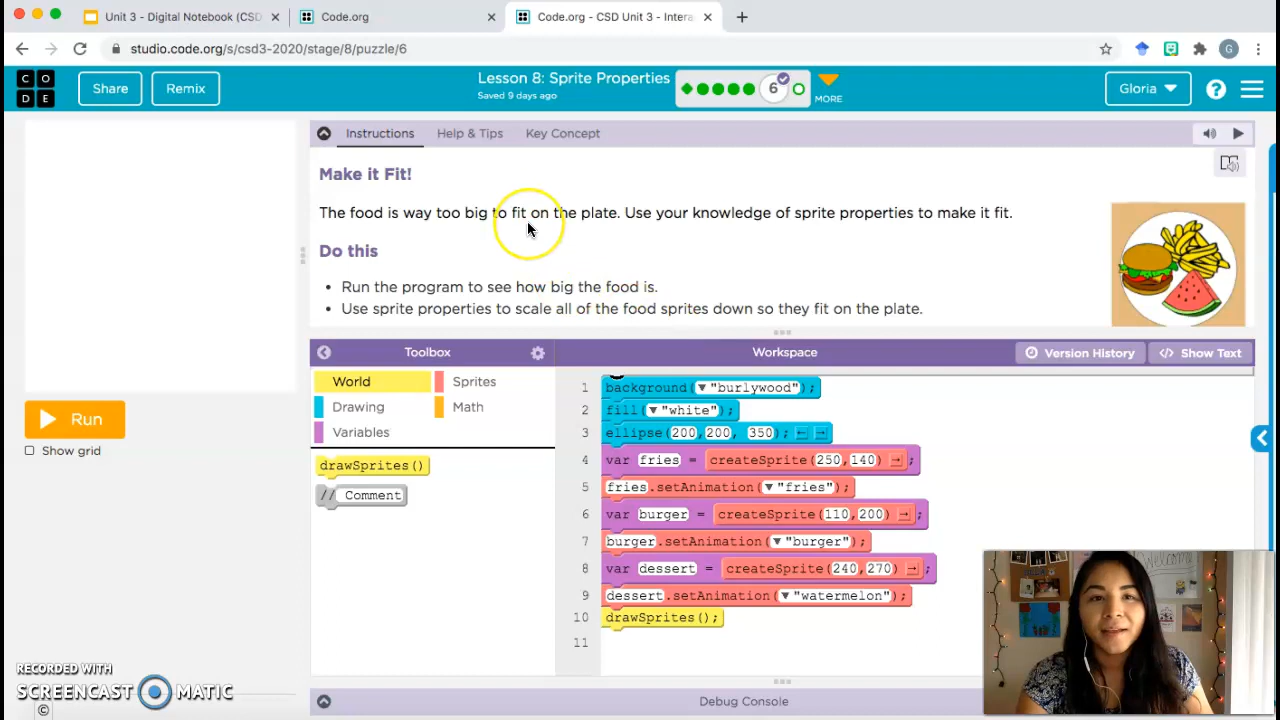 Unit 3 - Digital Notebook (CSD
Code.org
Code.org - CSD Unit 3 - Intera
studio.code.org/s/csd3-2020/stage/8/puzzle/6
G
C O
D E
Share
Remix
Lesson 8: Sprite Properties
Saved 9 days ago
6
MORE
Gloria
?
Instructions
Help & Tips
Key Concept
Make it Fit!
The food is way too big to fit on the plate. Use your knowledge of sprite properties to make it fit.
Do this
• Run the program to see how big the food is.
• Use sprite properties to scale all of the food sprites down so they fit on the plate.
Toolbox
Workspace
Version History
</> Show Text
World
Sprites
Drawing
Math
Variables
drawSprites()
// Comment
Run
Show grid
1 background("burlywood");
2 fill("white");
3 ellipse(200,200, 350);
4 var fries = createSprite(250,140);
5 fries.setAnimation("fries");
6 var burger = createSprite(110,200);
7 burger.setAnimation("burger");
8 var dessert = createSprite(240,270);
9 dessert.setAnimation("watermelon");
10 drawSprites();
11
Debug Console
RECORDED WITH
SCREENCAST MATIC
©